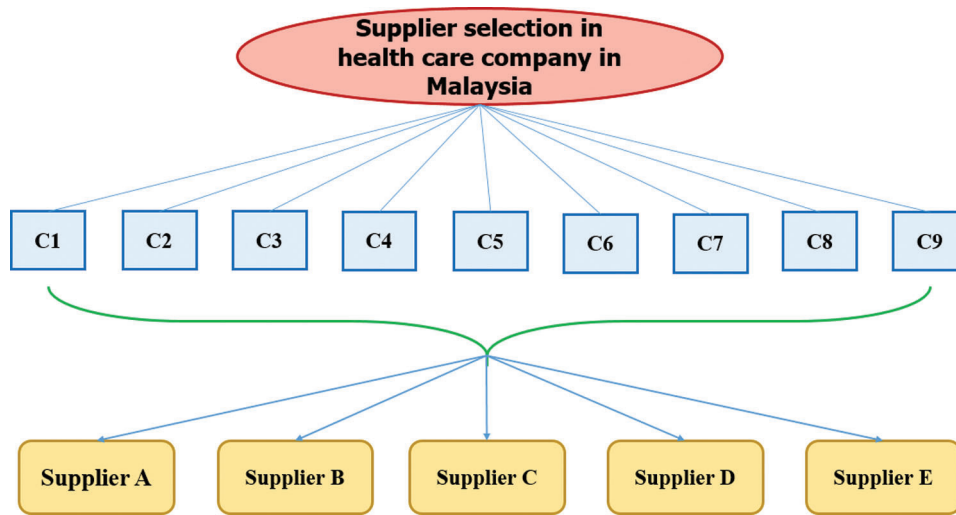 Supplier selection in
health care company in
Malaysia
C1
C2
C3
C4
C5
C6
C7
C8
C9
Supplier A
Supplier B
Supplier C
Supplier D
Supplier E